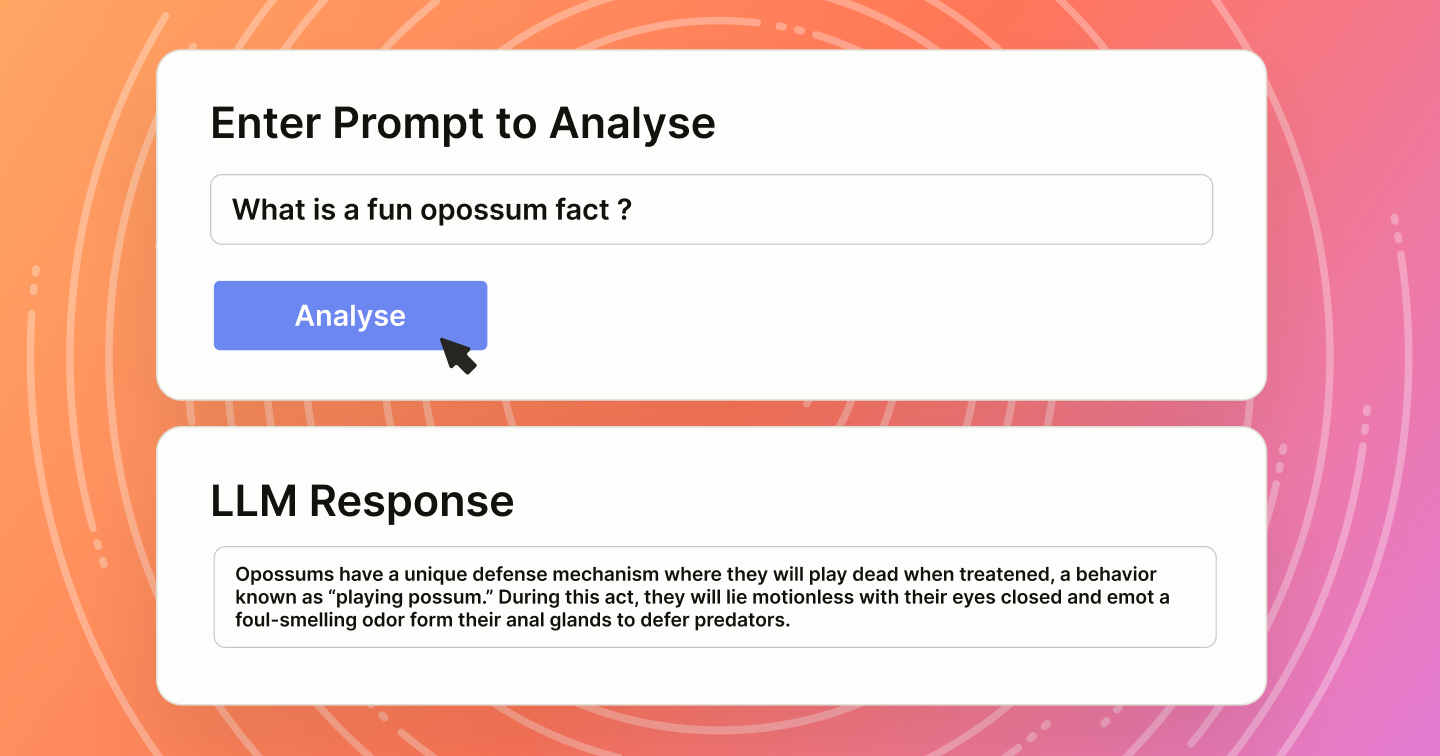 Enter Prompt to Analyse
What is a fun opossum fact ?
Analyse
LLM Response
Opossums have a unique defense mechanism where they will play dead when treatened, a behavior
known as “playing possum.” During this act, they will lie motionless with their eyes closed and emot a
foul-smelling odor form their anal glands to defer predators.